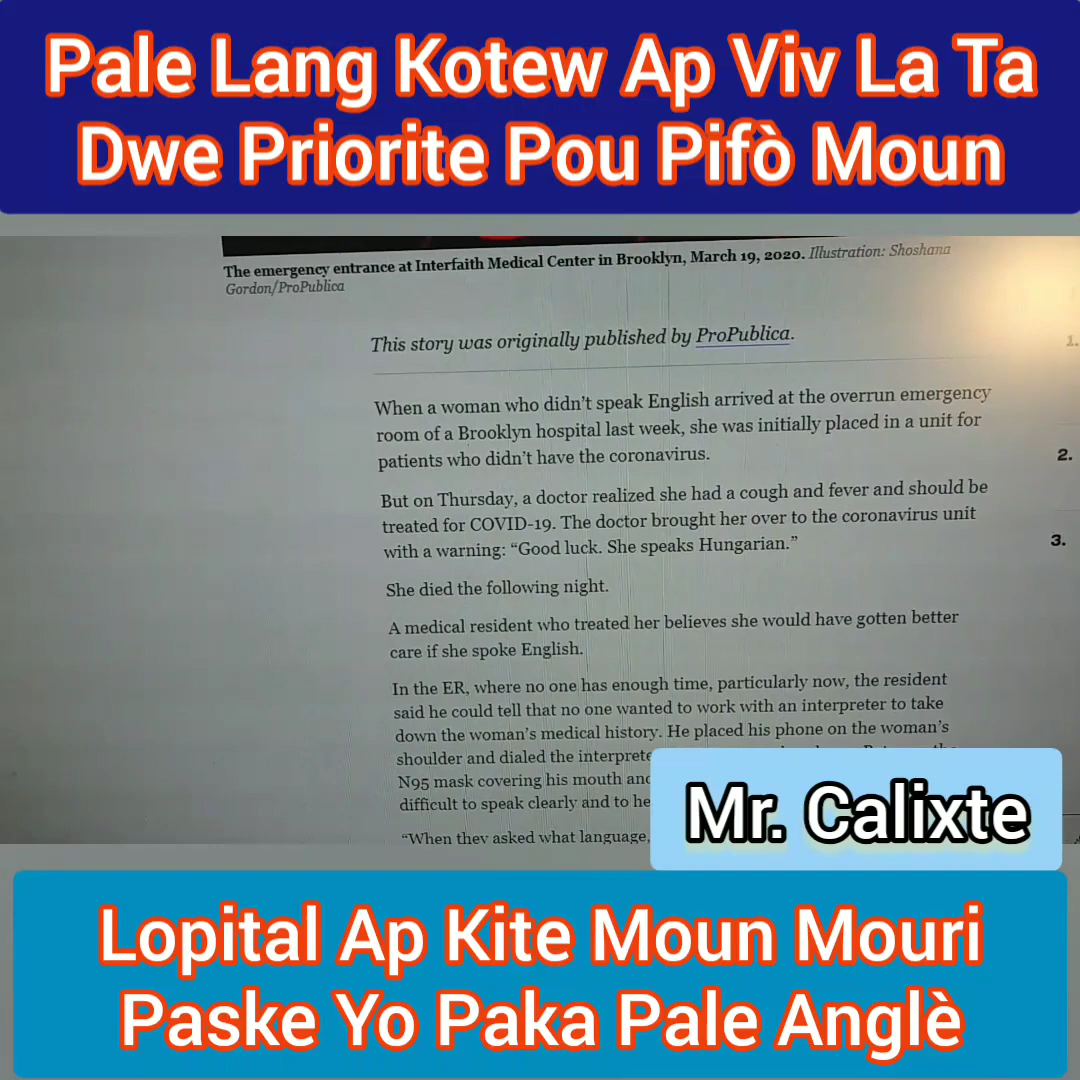 Pale Lang Kotew Ap Viv La Ta
Dwe Priorite Pou Pifò Moun
The emergency entrance at Interfaith Medical Center in Brooklyn, March 19, 2020. Illustration: Shoshana
Gordon/ProPublica
This story was originally published by ProPublica.
1.
When a woman who didn't speak English arrived at the overrun emergency
room of a Brooklyn hospital last week, she was initially placed in a unit for
patients who didn't have the coronavirus.
2.
But on Thursday, a doctor realized she had a cough and fever and should be
treated for COVID-19. The doctor brought her over to the coronavirus unit
with a warning: “Good luck. She speaks Hungarian.”
3.
She died the following night.
A medical resident who treated her believes she would have gotten better
care if she spoke English.
In the ER, where no one has enough time, particularly now, the resident
said he could tell that no one wanted to work with an interpreter to take
down the woman's medical history. He placed his phone on the woman's
shoulder and dialed the
N95 mask covering his mouth
difficult to speak clearly and to
“When they asked what language,
Mr. Calixte
Lopital Ap Kite Moun Mouri
Paske Yo Paka Pale Anglè